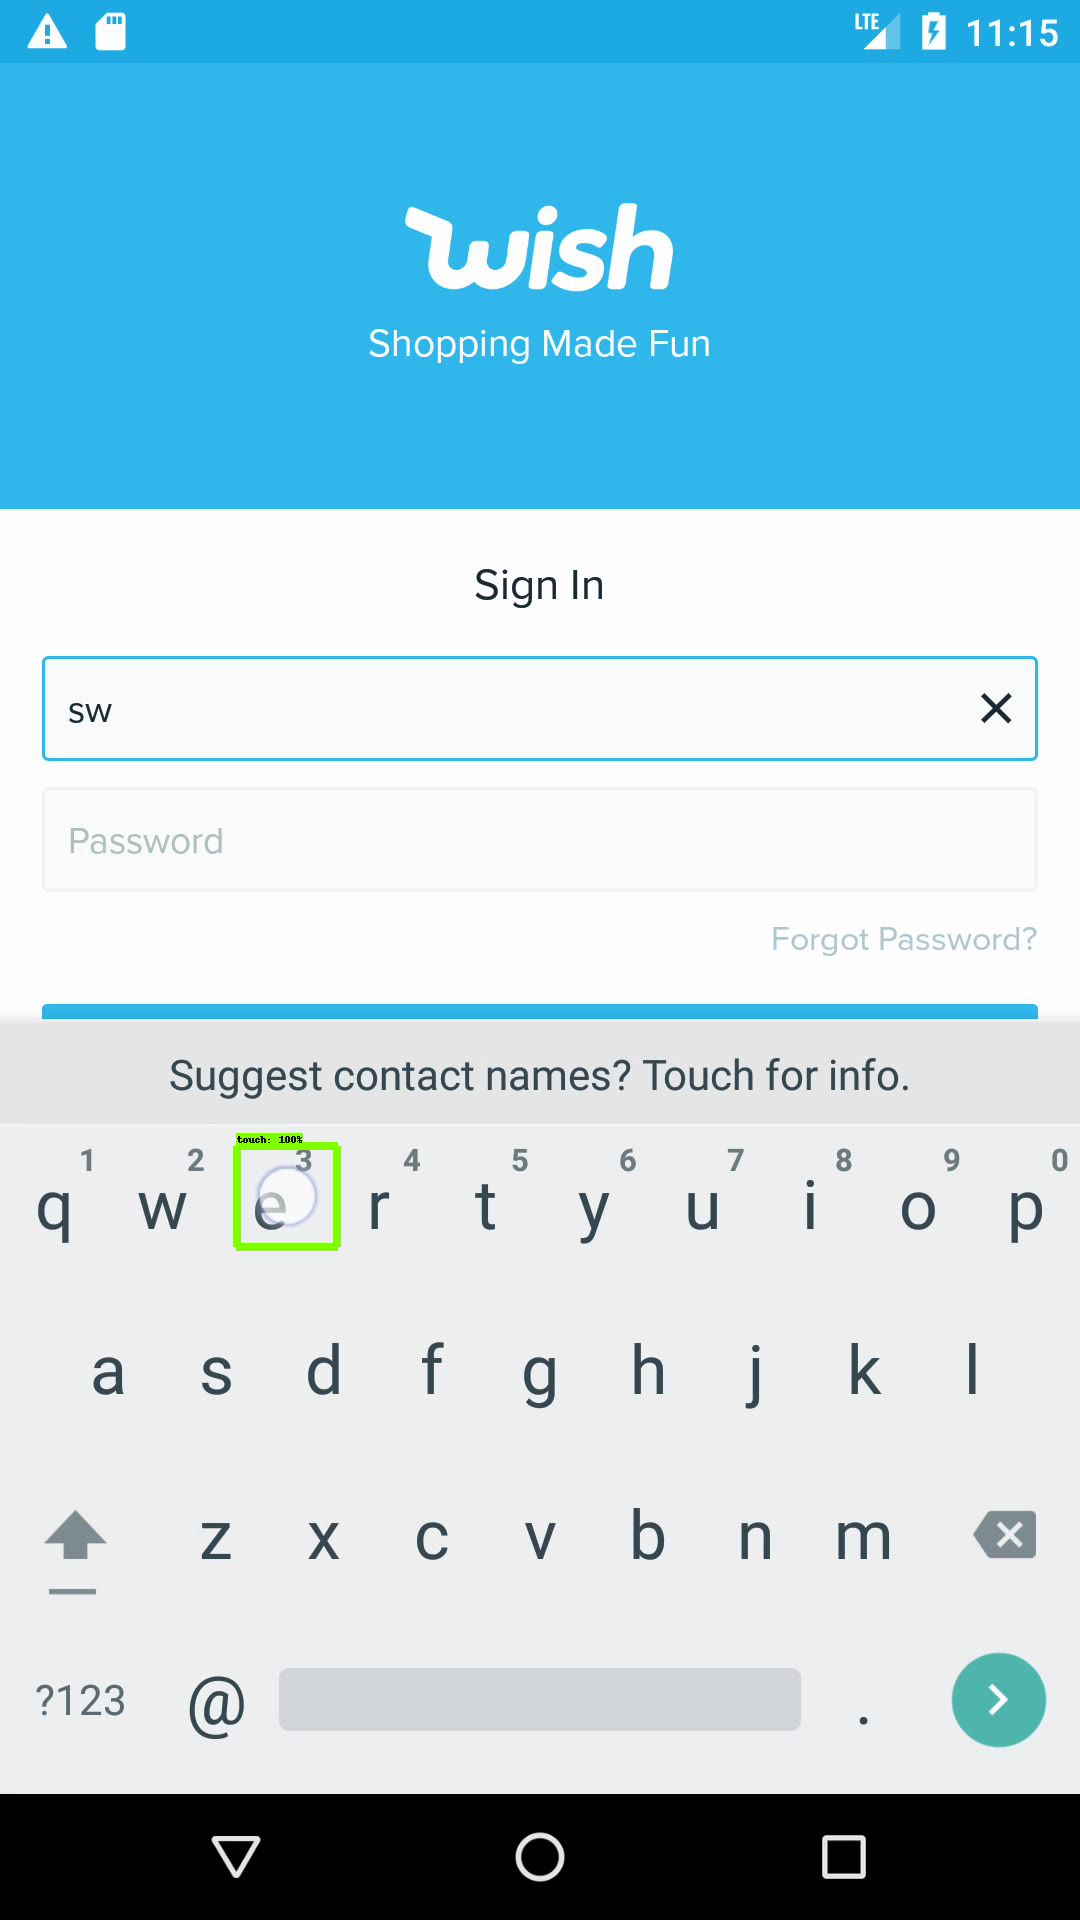 LTE 11:15
wish
Shopping Made Fun
Sign In
sw
Password
Forgot Password?
Suggest contact names? Touch for info.
touch: 100%
1 2 3 4 5 6 7 8 9 0
q w e r t y u i o p
a s d f g h j k l
z x c v b n m
?123 @ .